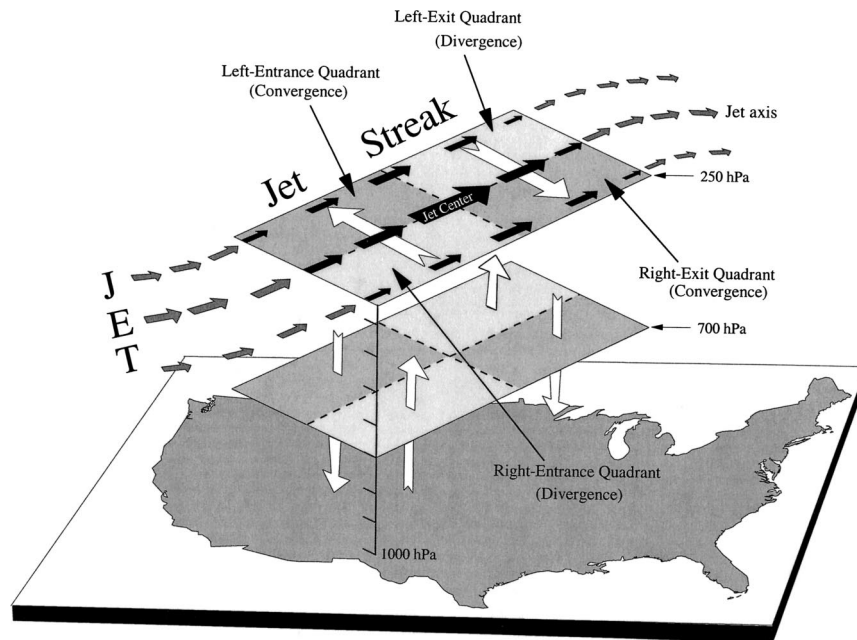 Left-Exit Quadrant
(Divergence)
Left-Entrance Quadrant
(Convergence)
Streak
Jet
Jet axis
250 hPa
Jet Center
J
E
T
Right-Exit Quadrant
(Convergence)
700 hPa
Right-Entrance Quadrant
(Divergence)
1000 hPa